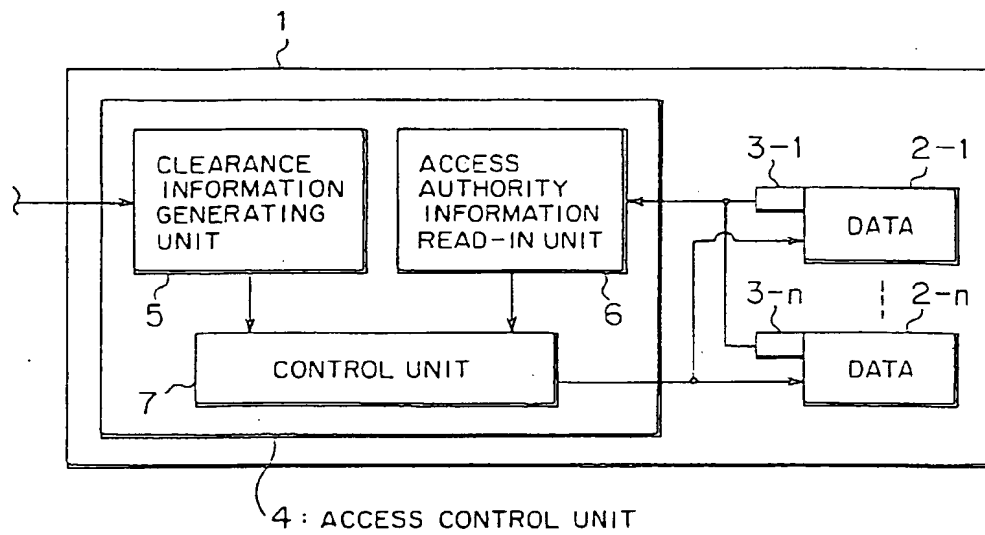 1
CLEARANCE
INFORMATION
GENERATING
UNIT
5
ACCESS
AUTHORITY
INFORMATION
READ-IN UNIT
6
3-1
2-1
DATA
3-n
2-n
DATA
7
CONTROL UNIT
4 : ACCESS CONTROL UNIT